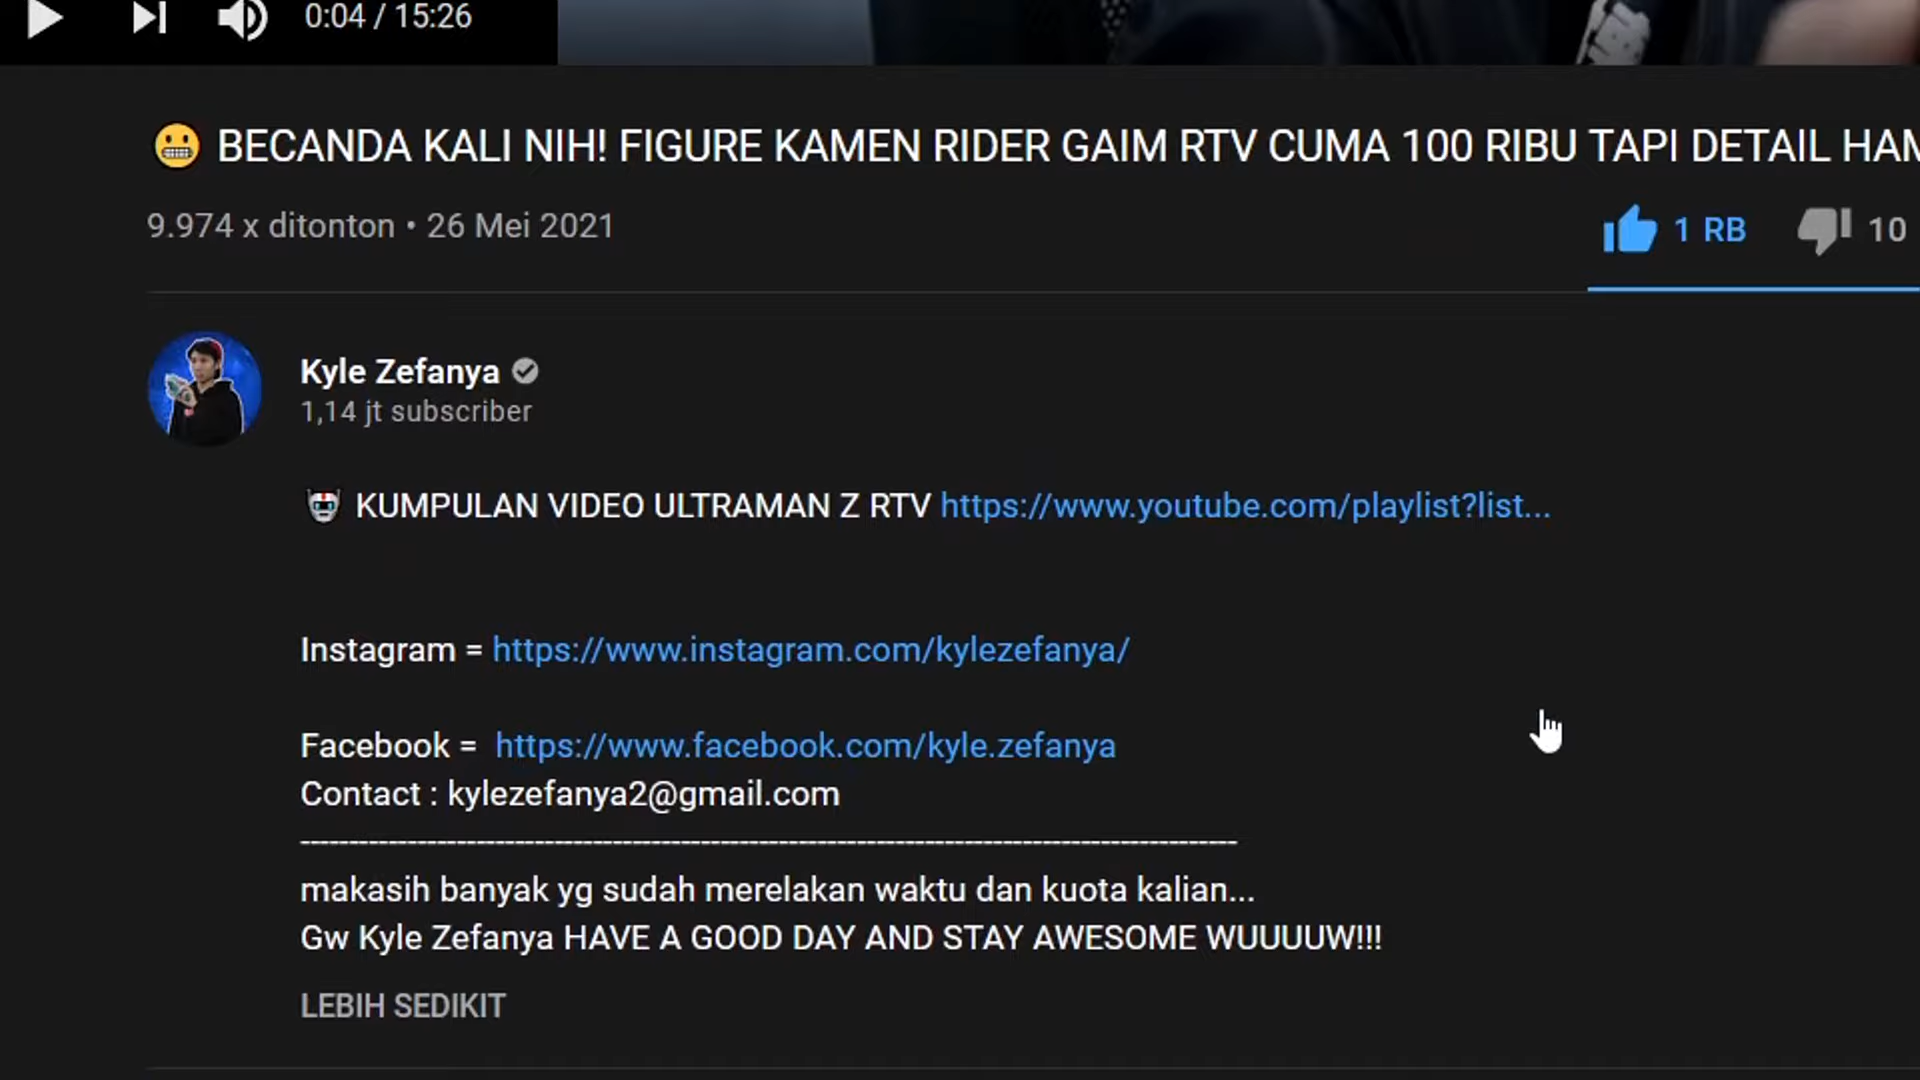 0:04 / 15:26
😬 BECANDA KALI NIH! FIGURE KAMEN RIDER GAIM RTV CUMA 100 RIBU TAPI DETAIL HAM
9.974 x ditonton • 26 Mei 2021
1 RB
10
Kyle Zefanya
1,14 jt subscriber
KUMPULAN VIDEO ULTRAMAN Z RTV https://www.youtube.com/playlist?list...
Instagram = https://www.instagram.com/kylezefanya/
Facebook = https://www.facebook.com/kyle.zefanya
Contact : kylezefanya2@gmail.com
makasih banyak yg sudah merelakan waktu dan kuota kalian...
Gw Kyle Zefanya HAVE A GOOD DAY AND STAY AWESOME WUUUUW!!!
LEBIH SEDIKIT